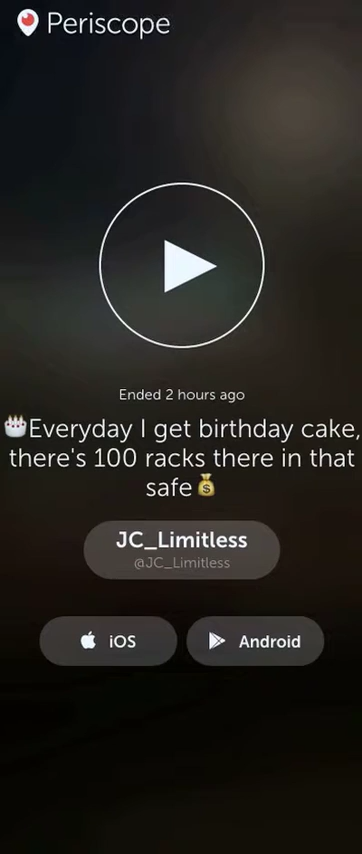 Periscope
Ended 2 hours ago
🎂Everyday I get birthday cake,
there's 100 racks there in that
safe💰
JC_Limitless
@JC_Limitless
iOS
Android